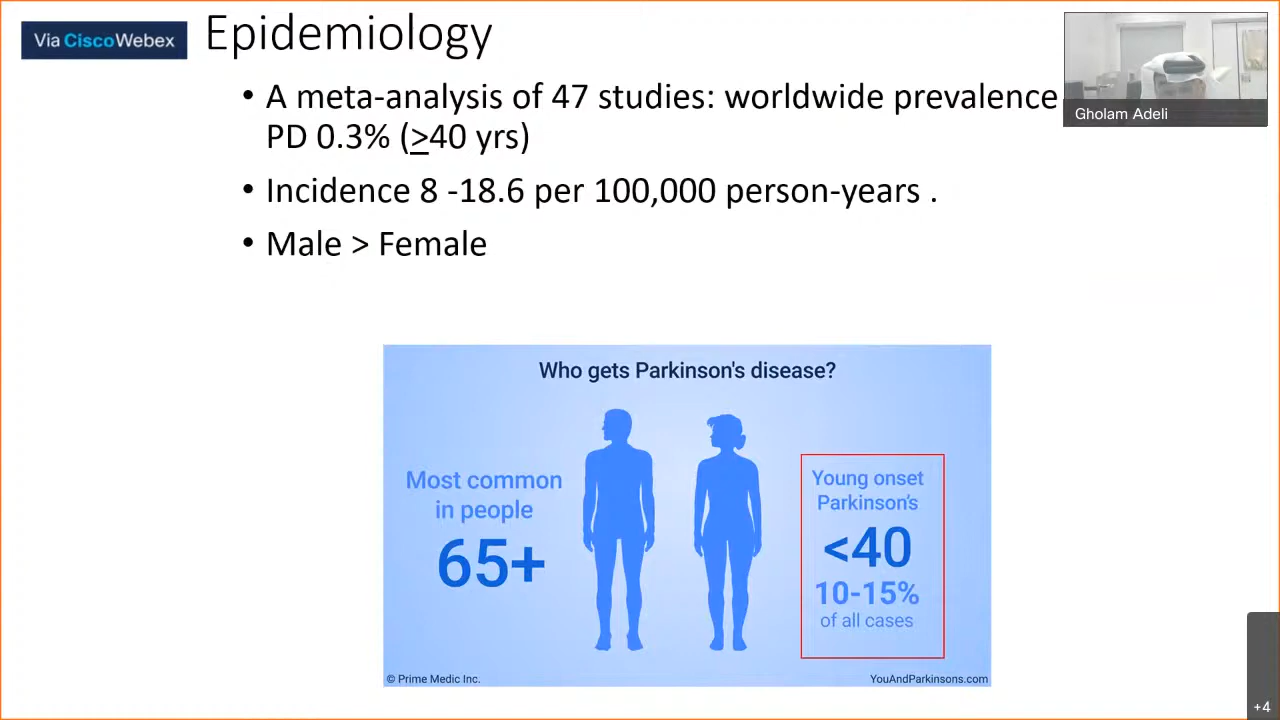 Via CiscoWebex
Epidemiology
• A meta-analysis of 47 studies: worldwide prevalence
PD 0.3% (≥40 yrs)
• Incidence 8 -18.6 per 100,000 person-years .
• Male > Female
Gholam Adeli
Who gets Parkinson's disease?
Most common
in people
65+
Young onset
Parkinson's
<40
10-15%
of all cases
© Prime Medic Inc.
YouAndParkinsons.com
+4